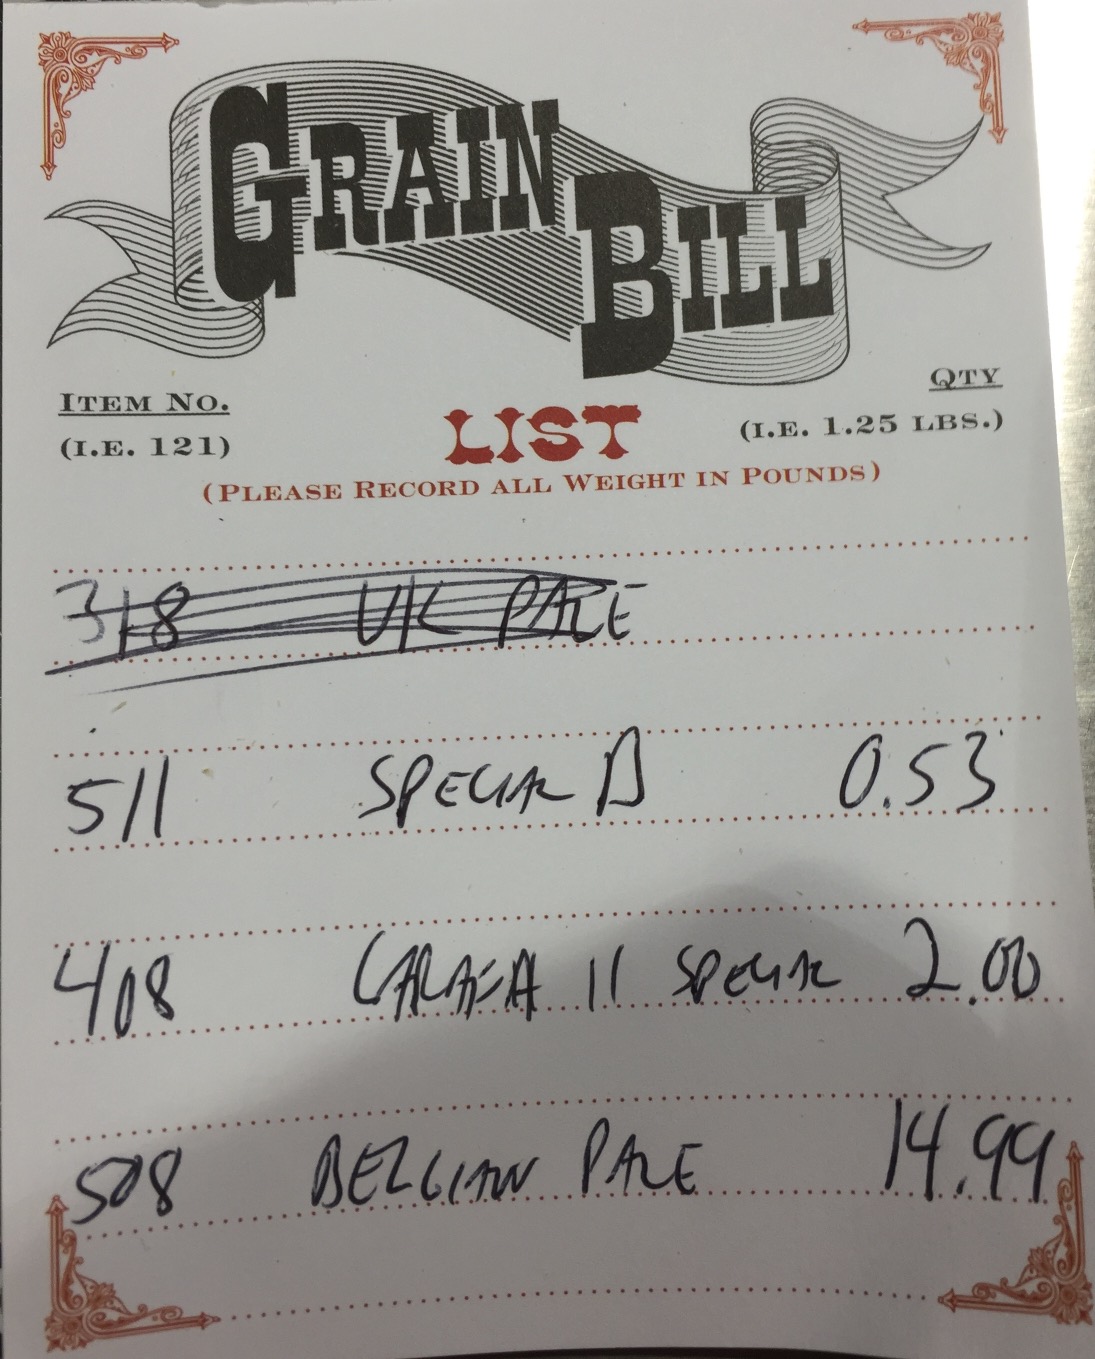 GRAIN BILL
ITEM NO. QTY
(I.E. 121) LIST (I.E. 1.25 LBS.)
(PLEASE RECORD ALL WEIGHT IN POUNDS)
318 UK PALE
511 SPECIAL B 0.53
408 CARAFA II SPECIAL 2.00
508 BELGIAN PALE 14.99